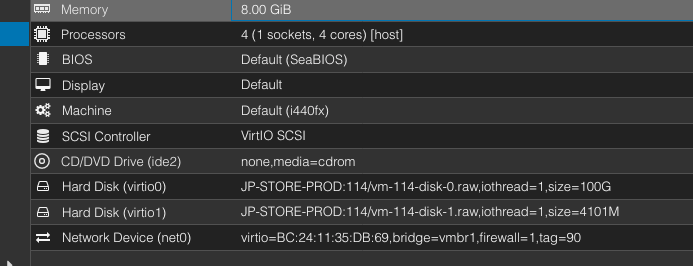 Memory 8.00 GiB
Processors 4 (1 sockets, 4 cores) [host]
BIOS Default (SeaBIOS)
Display Default
Machine Default (i440fx)
SCSI Controller VirtIO SCSI
CD/DVD Drive (ide2) none,media=cdrom
Hard Disk (virtio0) JP-STORE-PROD:114/vm-114-disk-0.raw,iothread=1,size=100G
Hard Disk (virtio1) JP-STORE-PROD:114/vm-114-disk-1.raw,iothread=1,size=4101M
Network Device (net0) virtio=BC:24:11:35:DB:69,bridge=vmbr1,firewall=1,tag=90